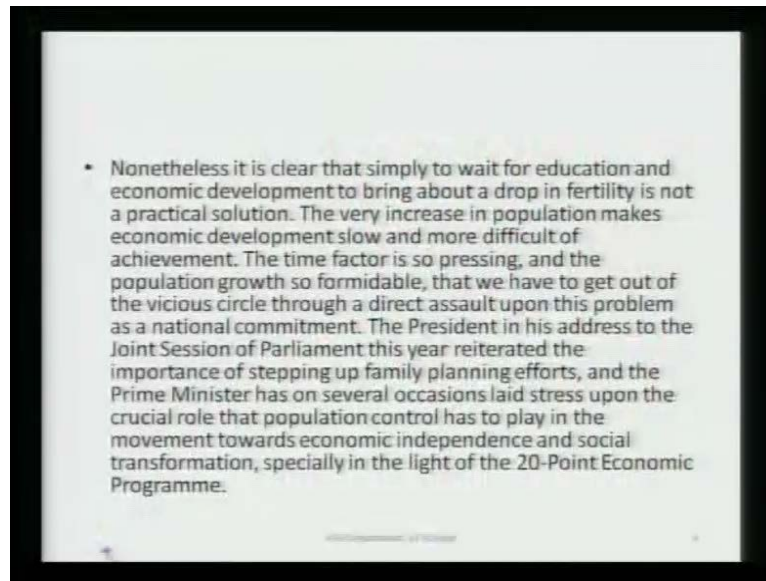 • Nonetheless it is clear that simply to wait for education and
economic development to bring about a drop in fertility is not
a practical solution. The very increase in population makes
economic development slow and more difficult of
achievement. The time factor is so pressing, and the
population growth so formidable, that we have to get out of
the vicious circle through a direct assault upon this problem
as a national commitment. The President in his address to the
Joint Session of Parliament this year reiterated the
importance of stepping up family planning efforts, and the
Prime Minister has on several occasions laid stress upon the
crucial role that population control has to play in the
movement towards economic independence and social
transformation, specially in the light of the 20-Point Economic
Programme.